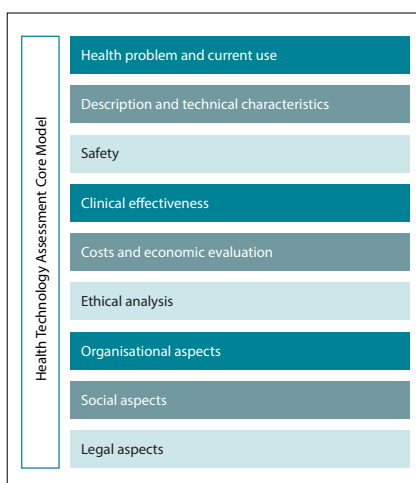 Health Technology Assessment Core Model
Health problem and current use
Description and technical characteristics
Safety
Clinical effectiveness
Costs and economic evaluation
Ethical analysis
Organisational aspects
Social aspects
Legal aspects